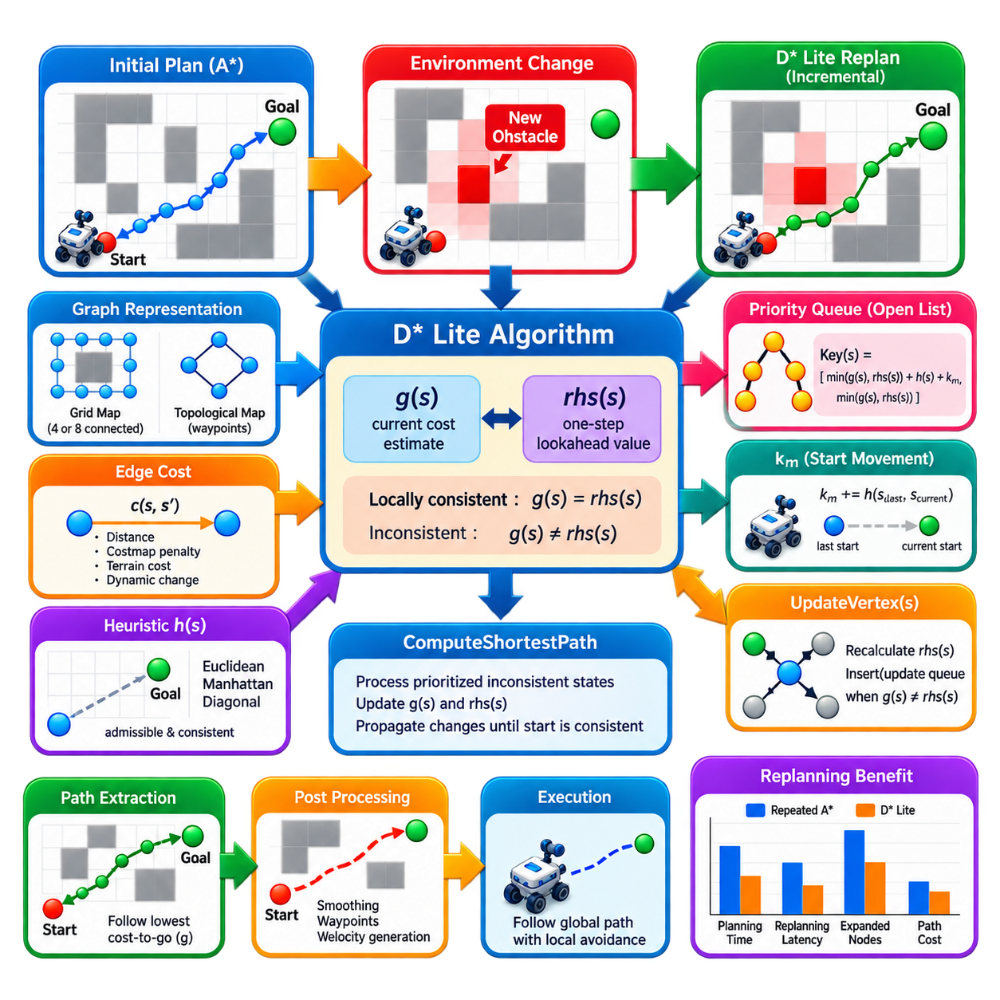 Initial Plan (A*)
Goal
Start
Environment Change
New
Ohstacle
D* Lite Replan
(Incremental)
Goal
Graph Representation
Grid Map
(4 or 8 connected)
Topological Map
(waypoints)
D* Lite Algorithm
g(s)
current cost
estimate
rhs(s)
one-step
lookahead value
Locally consistent : g(s) = rhs(s)
Inconsistent : g(s) ≠ rhs(s)
Priority Queue (Open List)
Key(s) =
[ min(g(s), rhs(s)) + h(s) + km,
min(g(s), rhs(s)) ]
Edge Cost
c(s, s′)
• Distance
• Costmap penalty
• Terrain cost
• Dynamic change
km (Start Movement)
km += h(sₗlast, scurrent)
last start
current start
Heuristic h(s)
Goal
Euclidean
Manhattan
Diagonal
admissible & consistent
ComputeShortestPath
Process prioritized inconsistent states
Update g(s) and rhs(s)
Propagate changes until start is consistent
UpdateVertex(s)
Recalculate rhs(s)
Insert(update queue
when g(s) ≠ rhs(s)
Path Extraction
Goal
Start
Follow lowest
cost-to-go (g)
Post Processing
Start
Smoothing
Waypoints
Welocity generation
Execution
Follow global path
with local avoidance
Replanning Benefit
Repeated A*
D* Lite
Planning
Time
Replanning
Latency
Expanded
Nodes
Path
Cost